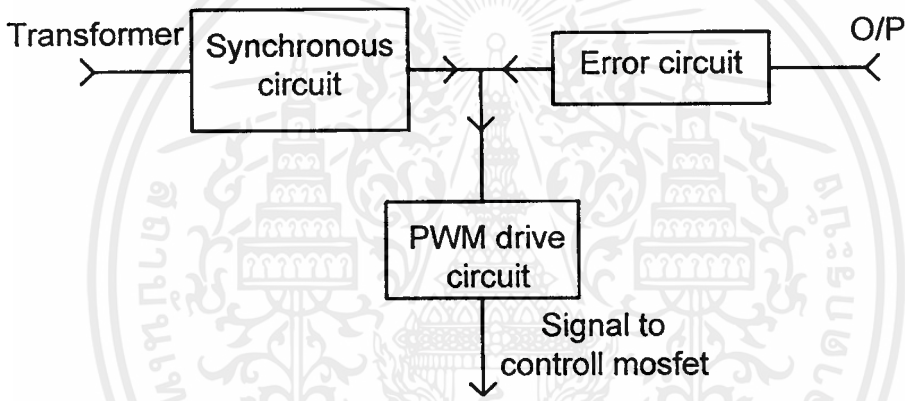 Transformer
Synchronous
circuit
Error circuit
O/P
PWM drive
circuit
Signal to
controll mosfet